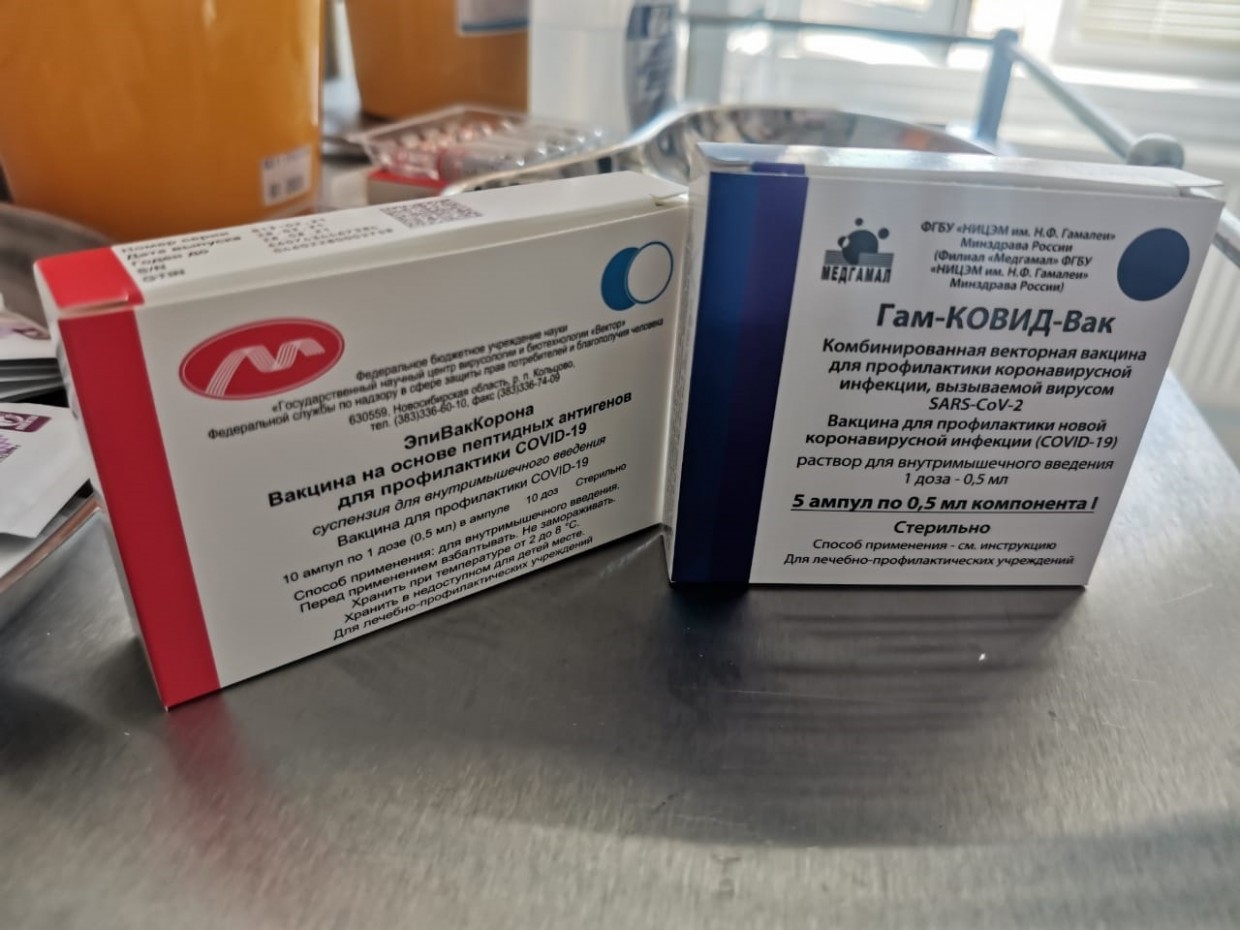 Номер серии
Дата выпуска
Годен до
S/N
GTIN
Федеральное бюджетное учреждение науки
«Государственный научный центр вирусологии и биотехнологии «Вектор»
Федеральной службы по надзору в сфере защиты прав потребителей и благополучия человека
630559, Новосибирская область, р. п. Кольцово,
тел. (383)336-60-10, факс (383)336-74-09
ЭпиВакКорона
Вакцина на основе пептидных антигенов
для профилактики COVID-19
суспензия для внутримышечного введения
Вакцина для профилактики COVID-19
10 ампул по 1 дозе (0,5 мл) в ампуле 10 доз Стерильно
Способ применения: для внутримышечного введения.
Перед применением взбалтывать. Не замораживать.
Хранить при температуре от 2 до 8 °C.
Хранить в недоступном для детей месте.
Для лечебно-профилактических учреждений
МЕДГАМАЛ
ФГБУ «НИЦЭМ им. Н.Ф. Гамалеи»
Минздрава России
(Филиал «Медгамал» ФГБУ
«НИЦЭМ им. Н.Ф. Гамалеи»
Минздрава России)
Гам-КОВИД-Вак
Комбинированная векторная вакцина
для профилактики коронавирусной
инфекции, вызываемой вирусом
SARS-CoV-2
Вакцина для профилактики новой
коронавирусной инфекции (COVID-19)
раствор для внутримышечного введения
1 доза - 0,5 мл
5 ампул по 0,5 мл компонента I
Стерильно
Способ применения - см. инструкцию
Для лечебно-профилактических учреждений